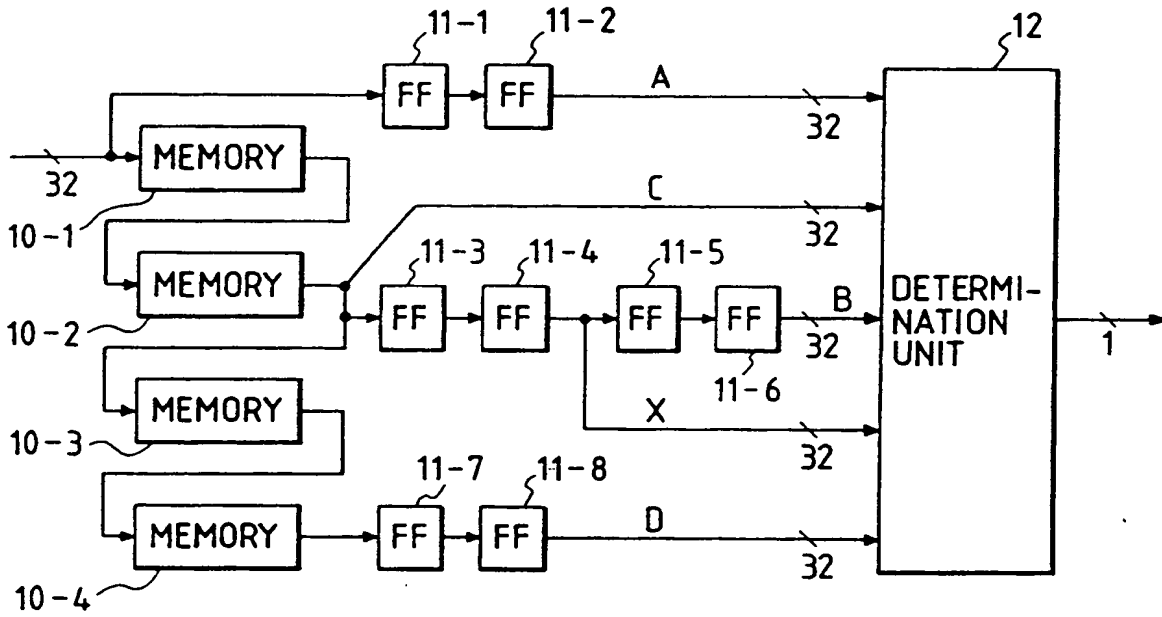 11-1
11-2
12
FF
FF
A
32
MEMORY
32
10-1
C
32
11-3
11-4
11-5
MEMORY
FF
FF
FF
FF
B
32
DETERMI-
NATION
UNIT
1
10-2
11-6
MEMORY
X
32
10-3
11-7
11-8
MEMORY
FF
FF
D
32
10-4